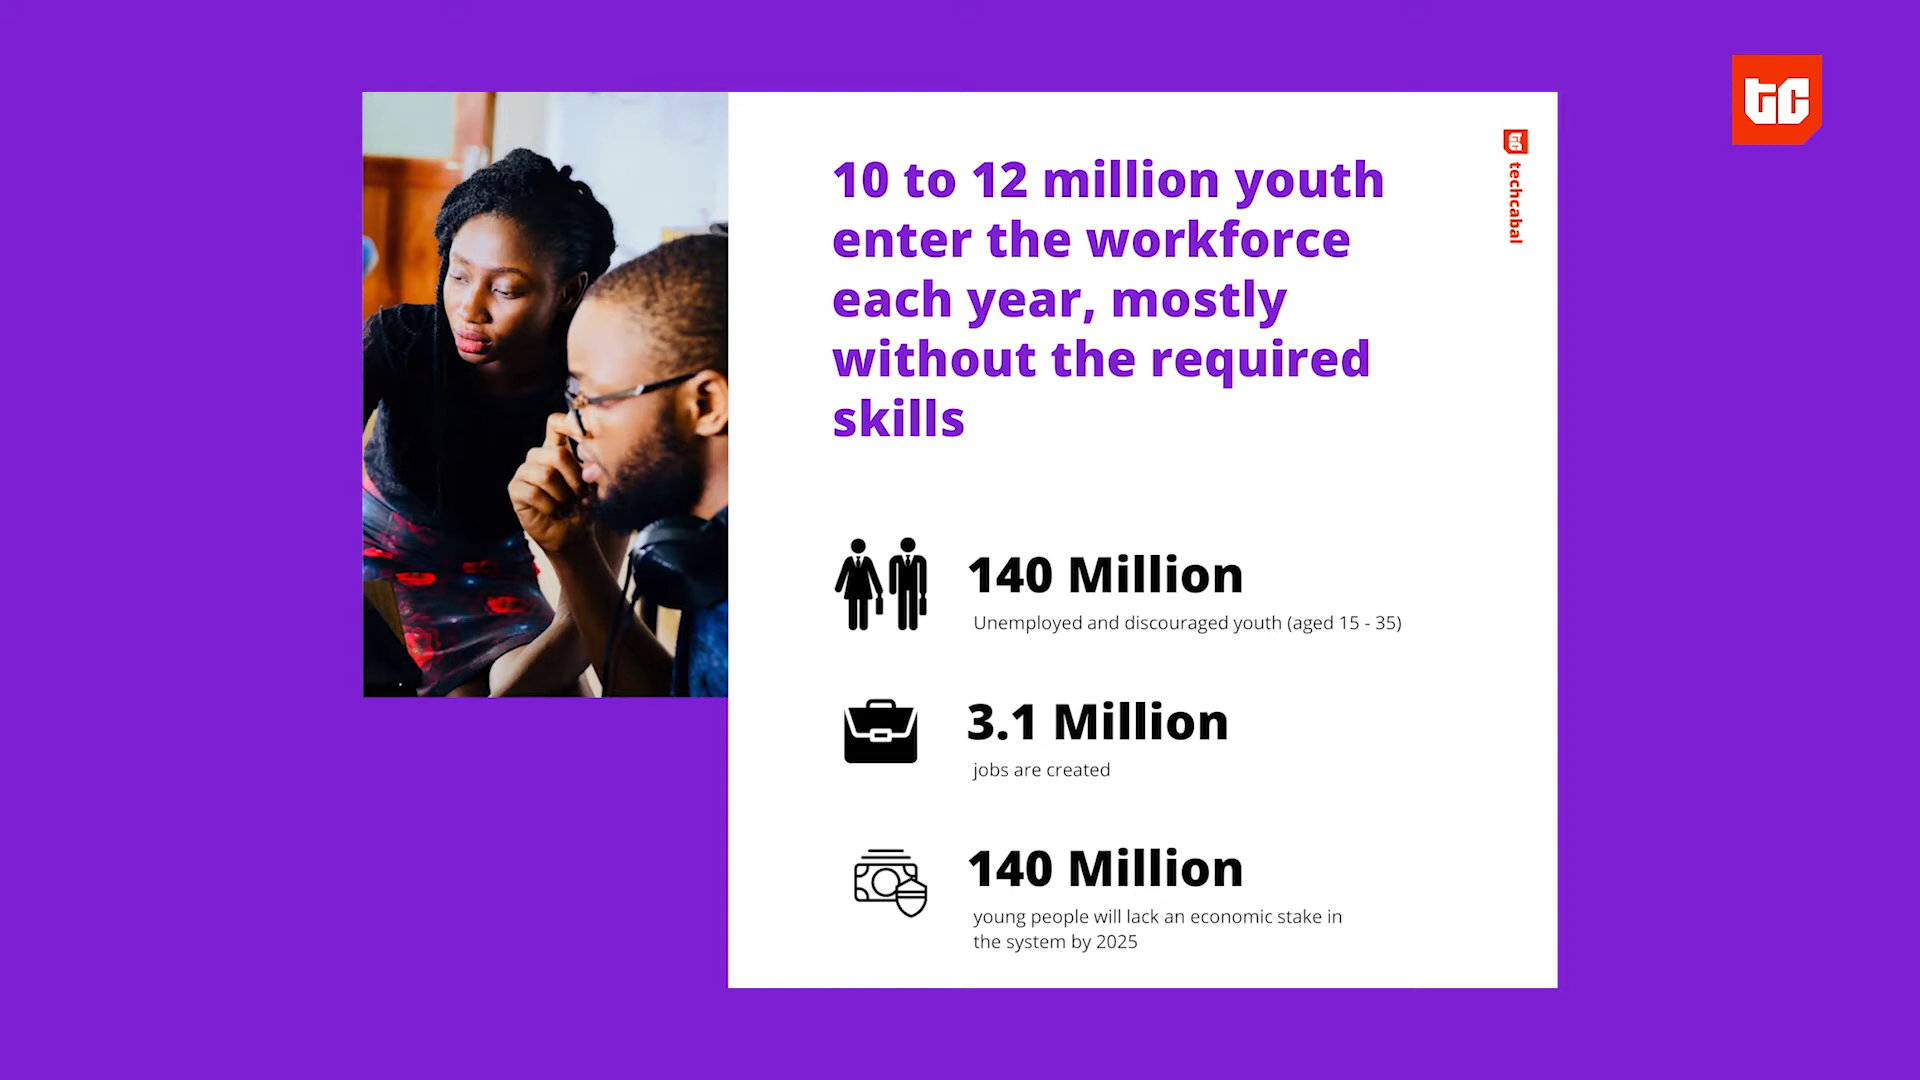 tc
tc techcabal
10 to 12 million youth
enter the workforce
each year, mostly
without the required
skills
140 Million
Unemployed and discouraged youth (aged 15 - 35)
3.1 Million
jobs are created
140 Million
young people will lack an economic stake in
the system by 2025